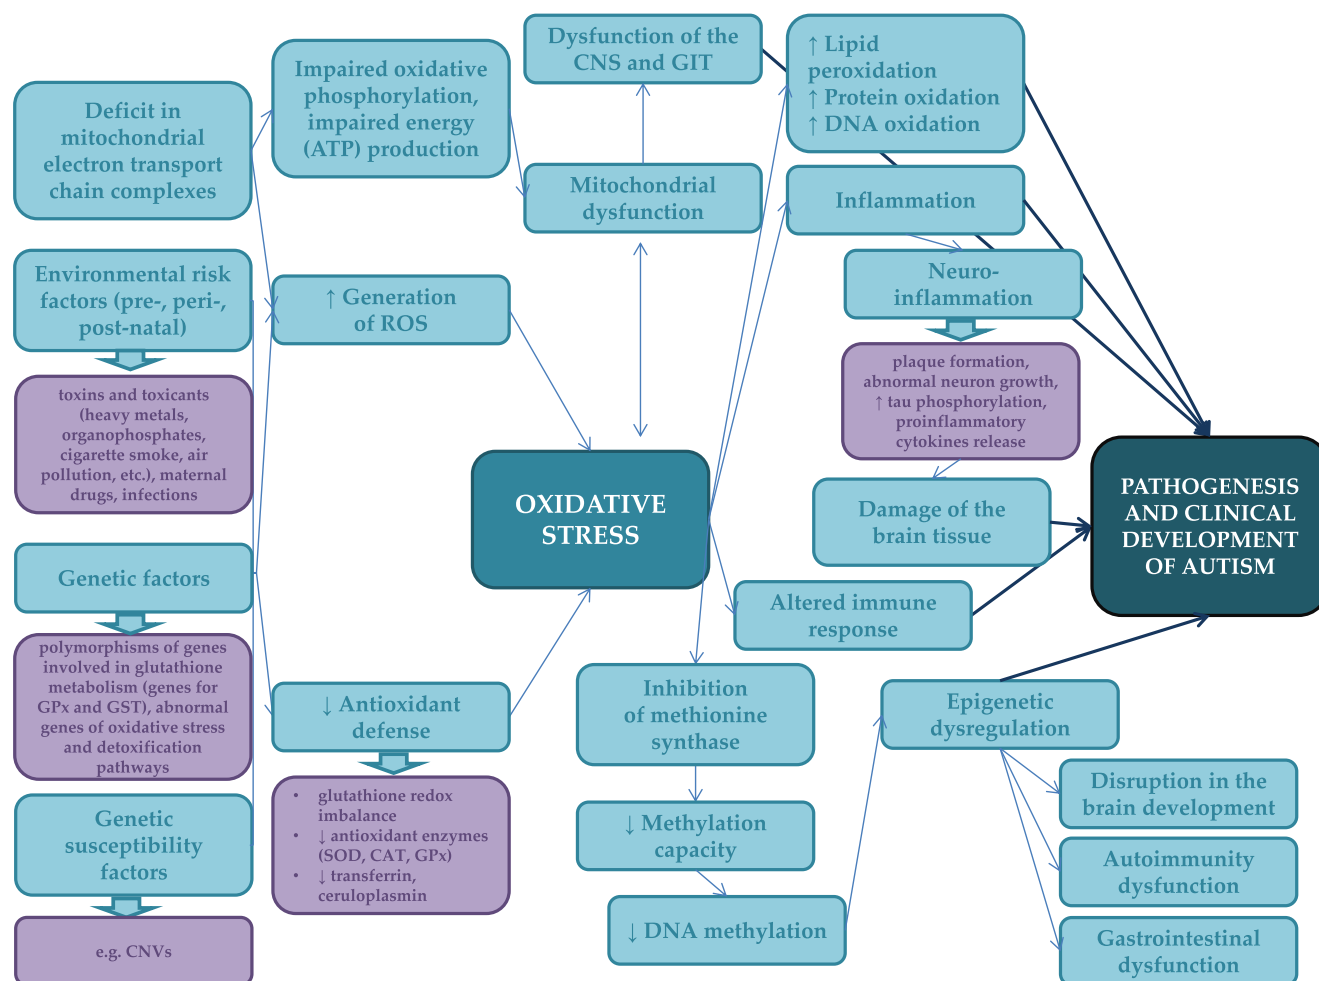 Deficit in
mitochondrial
electron transport
chain complexes
Environmental risk
factors (pre-, peri-,
post-natal)
toxins and toxicants
(heavy metals,
organophosphates,
cigarette smoke, air
pollution, etc.), maternal
drugs, infections
Genetic factors
polymorphisms of genes
involved in glutathione
metabolism (genes for
GPx and GST), abnormal
genes of oxidative stress
and detoxification
pathways
Genetic
susceptibility
factors
e.g. CNVs
Impaired oxidative
phosphorylation,
impaired energy
(ATP) production
↑ Generation
of ROS
↓ Antioxidant
defense
• glutathione redox
imbalance
• ↓ antioxidant enzymes
(SOD, CAT, GPx)
• ↓ transferrin,
ceruloplasmin
Dysfunction of the
CNS and GIT
Mitochondrial
dysfunction
OXIDATIVE
STRESS
Inhibition
of methionine
synthase
↓ Methylation
capacity
↓ DNA methylation
↑ Lipid
peroxidation
↑ Protein oxidation
↑ DNA oxidation
Inflammation
Neuro-
inflammation
plaque formation,
abnormal neuron growth,
↑ tau phosphorylation,
proinflammatory
cytokines release
Damage of the
brain tissue
Altered immune
response
Epigenetic
dysregulation
Disruption in the
brain development
Autoimmunity
dysfunction
Gastrointestinal
dysfunction
PATHOGENESIS
AND CLINICAL
DEVELOPMENT
OF AUTISM